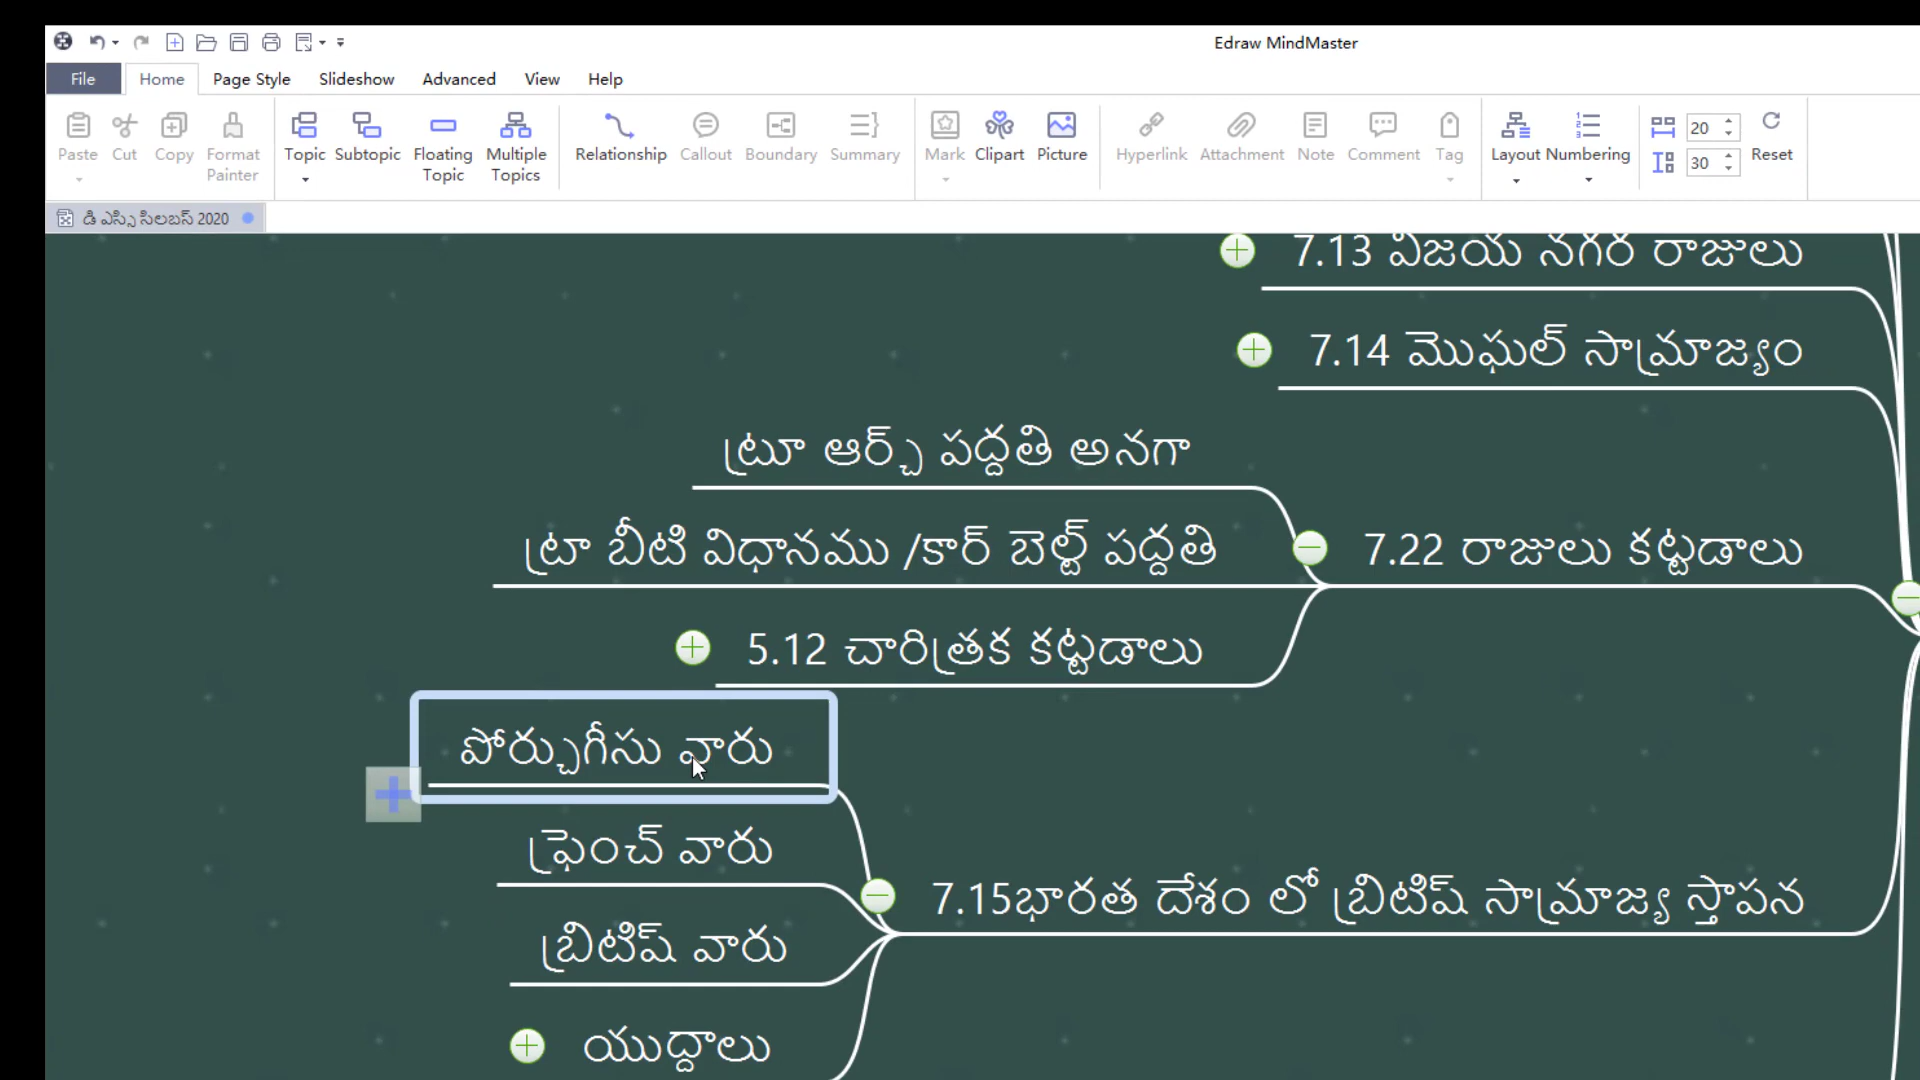 Edraw MindMaster
File Home Page Style Slideshow Advanced View Help
Paste Cut Copy Format Painter Topic Subtopic Floating Topic Multiple Topics Relationship Callout Boundary Summary Mark Clipart Picture Hyperlink Attachment Note Comment Tag Layout Numbering 20 30 Reset
డి ఎస్సి సిలబస్ 2020
7.13 విజయ నగర రాజులు
7.14 మొఘల్ సామ్రాజ్యం
ట్రూ ఆర్చ్ పద్దతి అనగా
ట్రా బీటి విధానము /కార్ బెల్ట్ పద్దతి
7.22 రాజులు కట్టడాలు
5.12 చారిత్రక కట్టడాలు
పోర్చుగీసు వారు
ఫ్రెంచ్ వారు
7.15భారత దేశం లో బ్రిటిష్ సామ్రాజ్య స్తాపన
బ్రిటిష్ వారు
యుద్దాలు